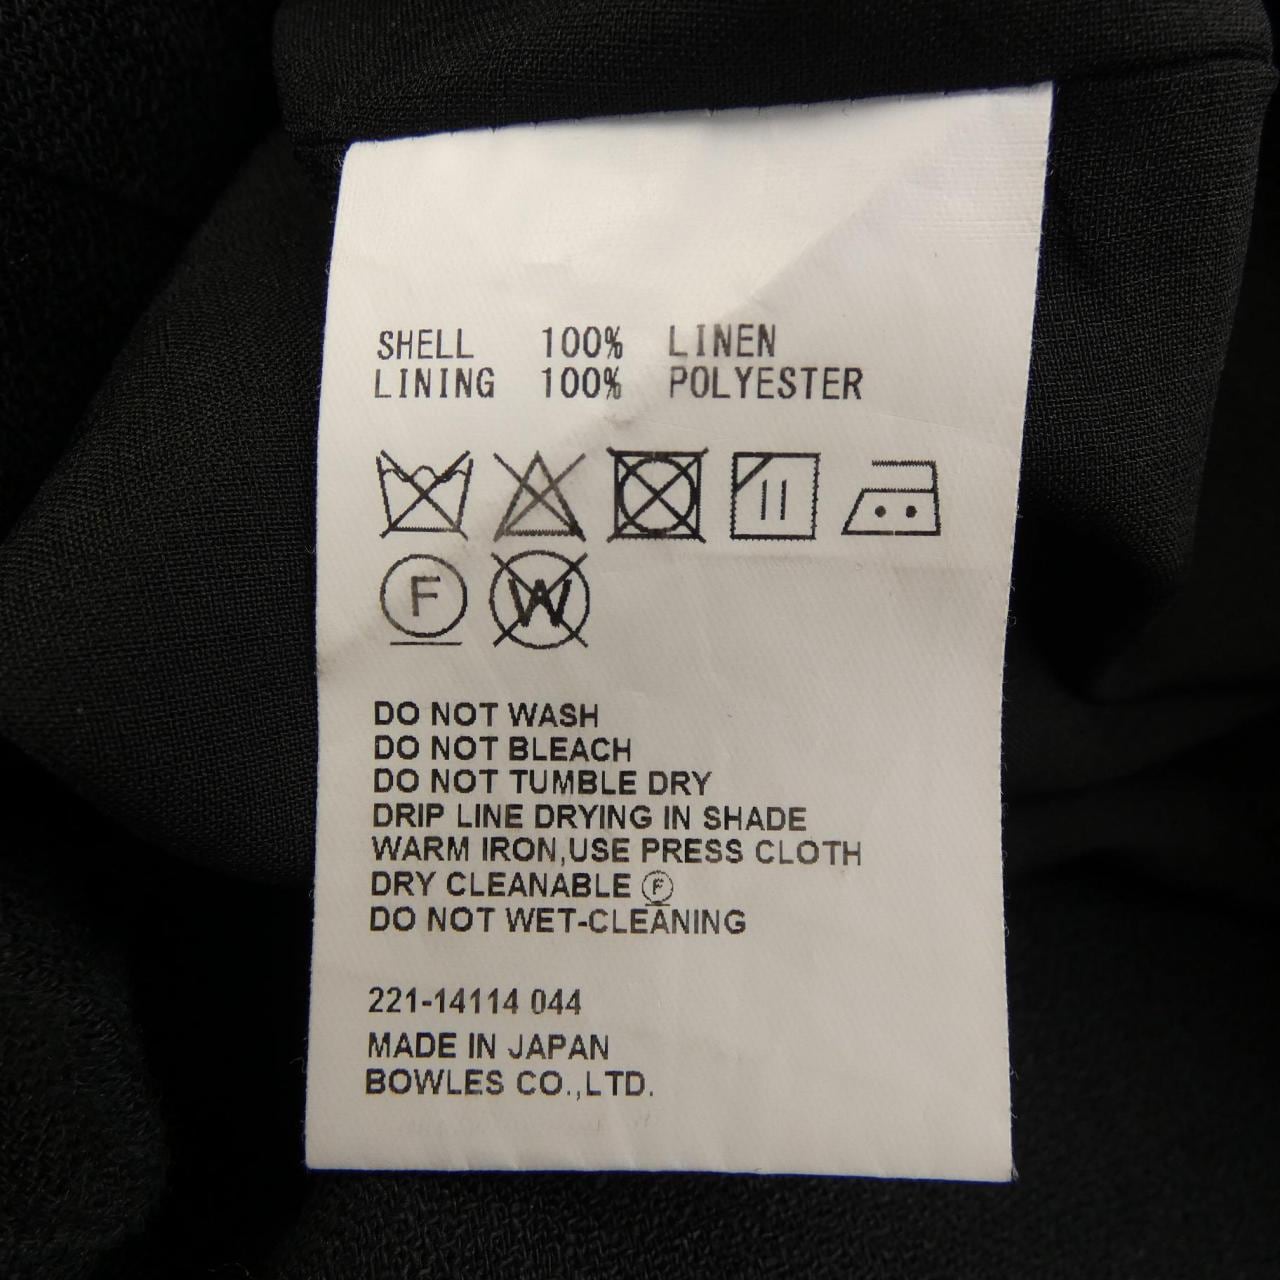 SHELL 100% LINEN
LINING 100% POLYESTER
F W
DO NOT WASH
DO NOT BLEACH
DO NOT TUMBLE DRY
DRIP LINE DRYING IN SHADE
WARM IRON,USE PRESS CLOTH
DRY CLEANABLE Ⓕ
DO NOT WET-CLEANING
221-14114 044
MADE IN JAPAN
BOWLES CO.,LTD.